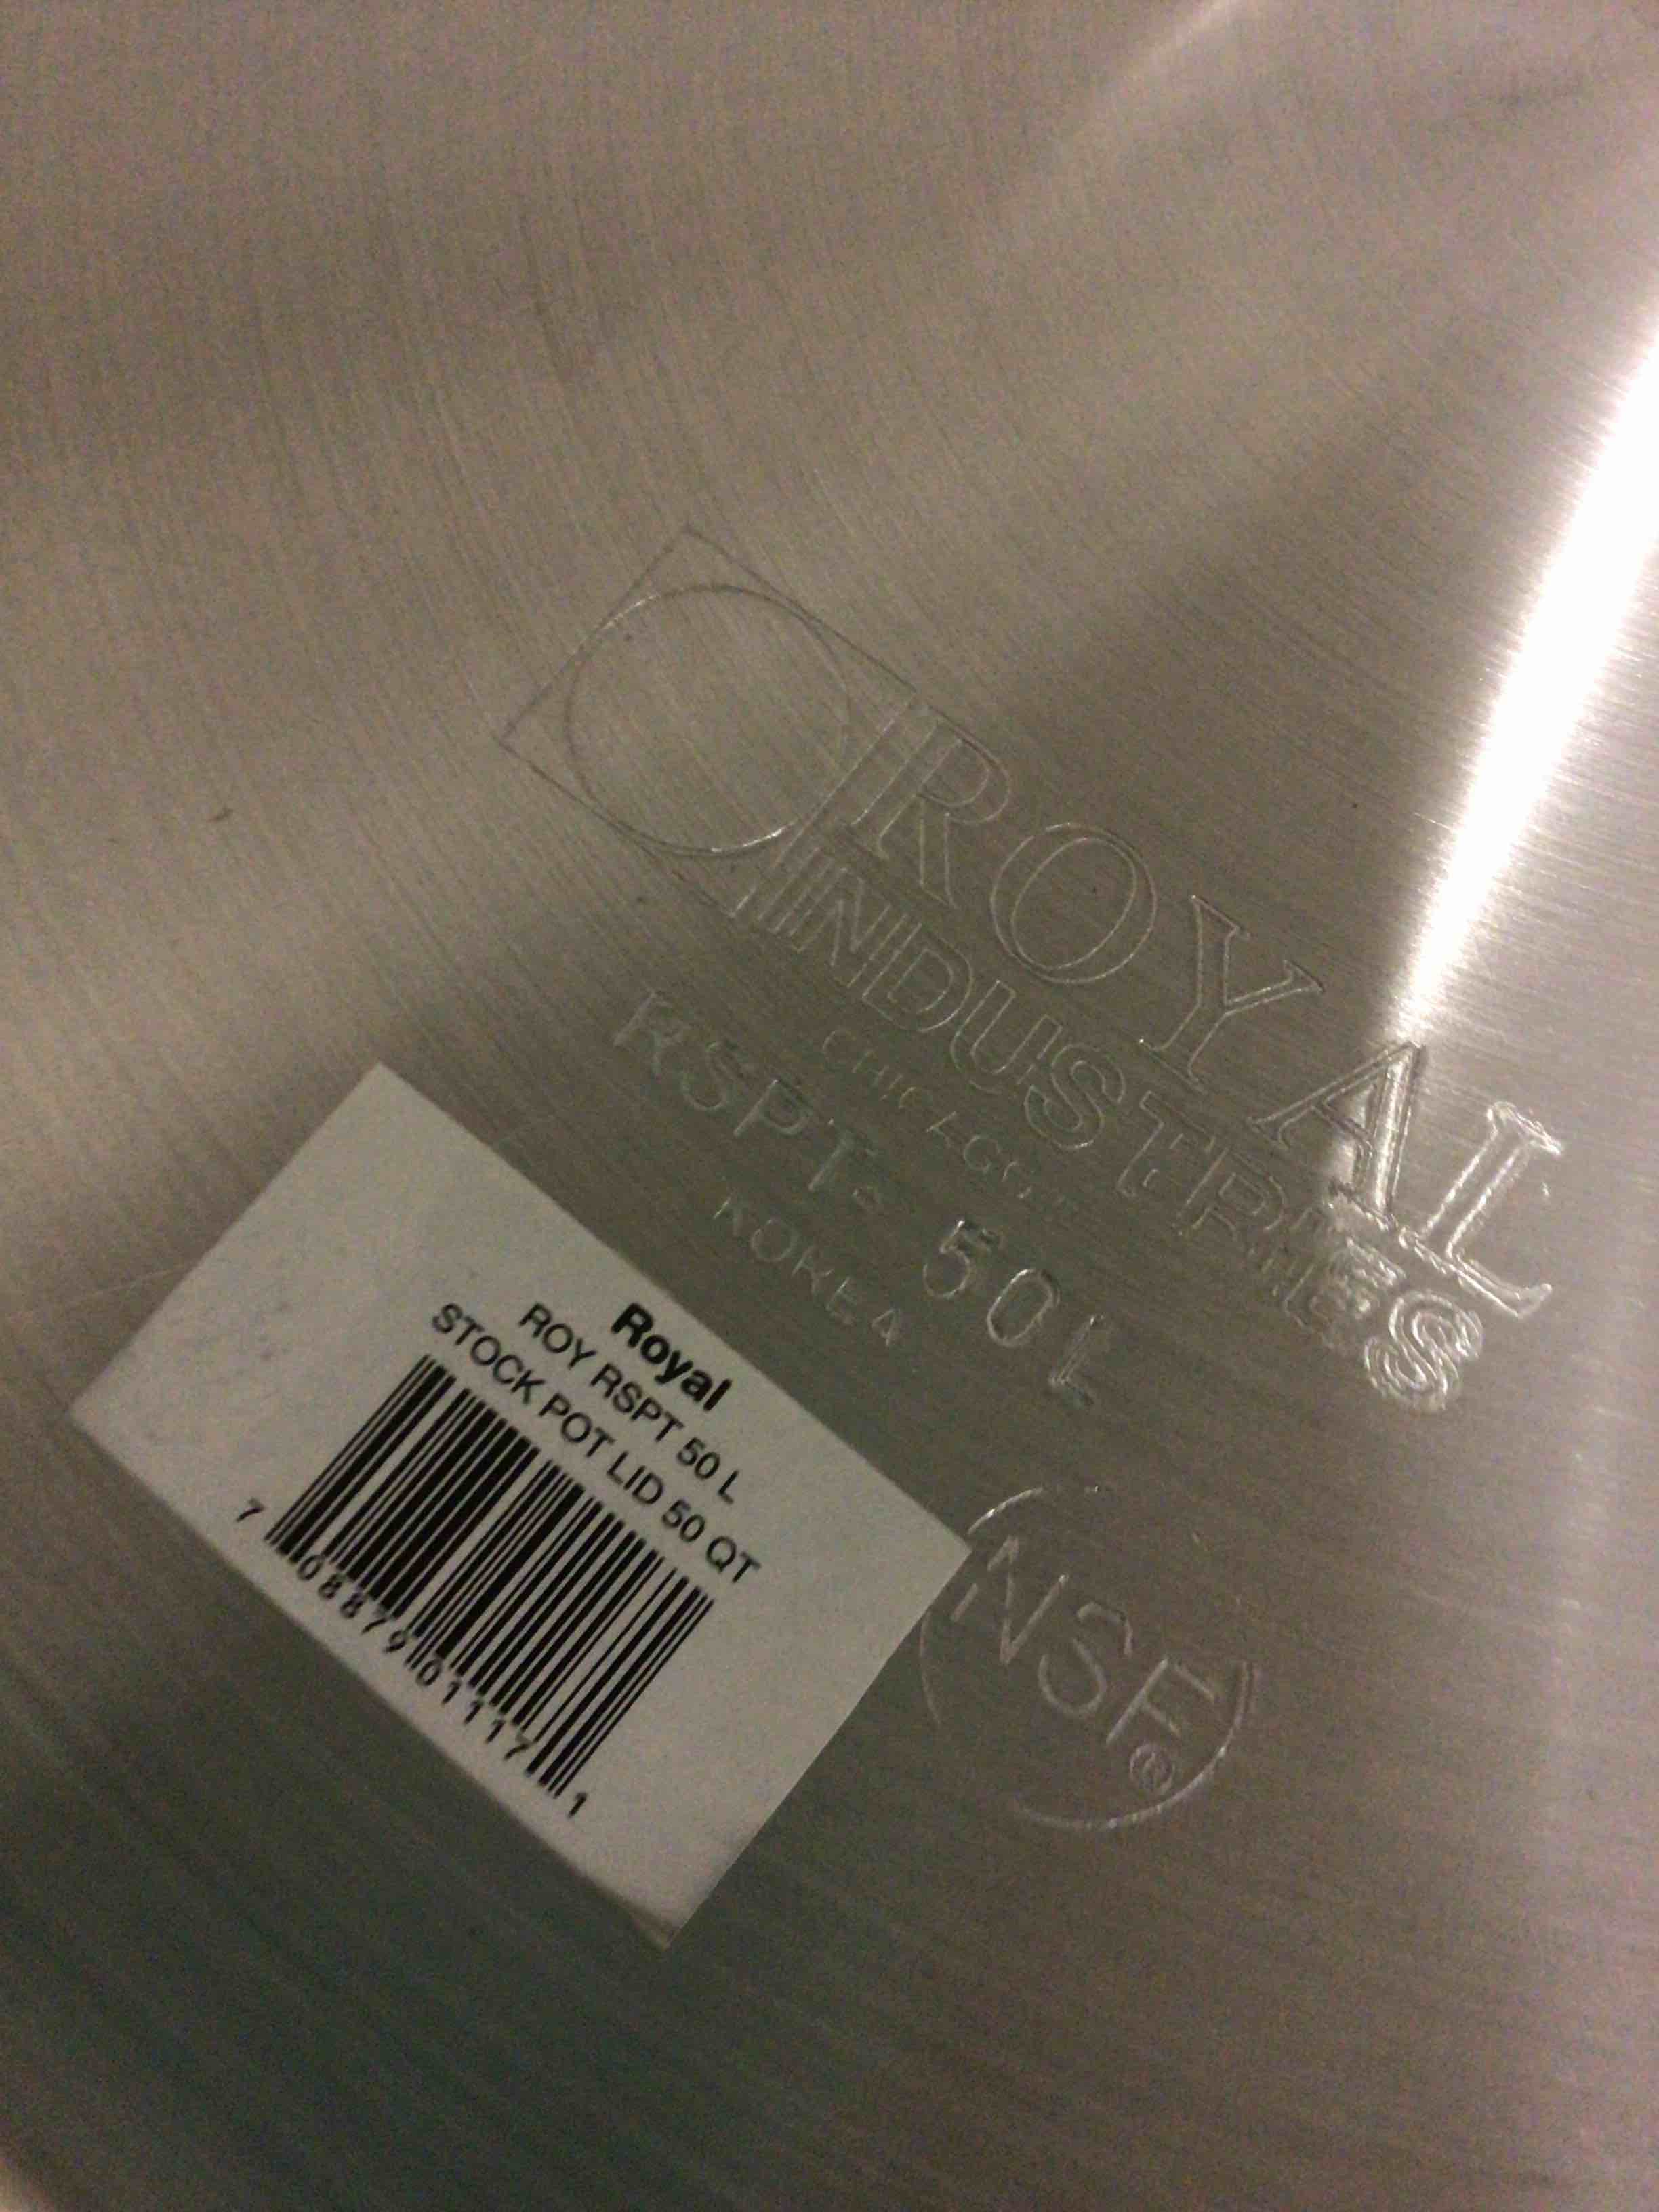 ROYAL
INDUSTRIES
CHICAGO
RSPT- 50L
KOREA
Royal
ROY RSPT 50 L
STOCK POT LID 50 QT
7 08879 01117 1
NSF®